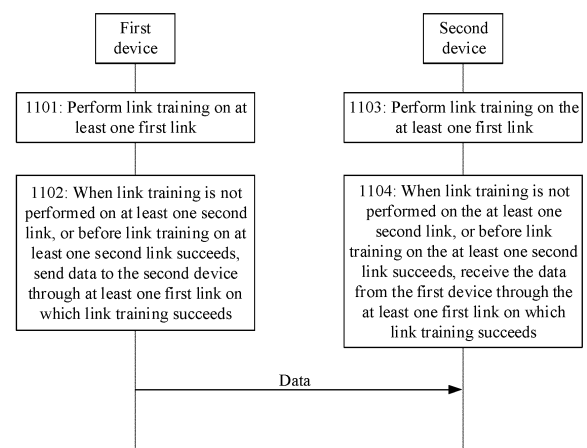 First
device
Second
device
1101: Perform link training on at
least one first link
1103: Perform link training on the
at least one first link
1102: When link training is not
performed on at least one second
link, or before link training on at
least one second link succeeds,
send data to the second device
through at least one first link on
which link training succeeds
1104: When link training is not
performed on the at least one
second link, or before link
training on the at least one second
link succeeds, receive the data
from the first device through the
at least one first link on which
link training succeeds
Data